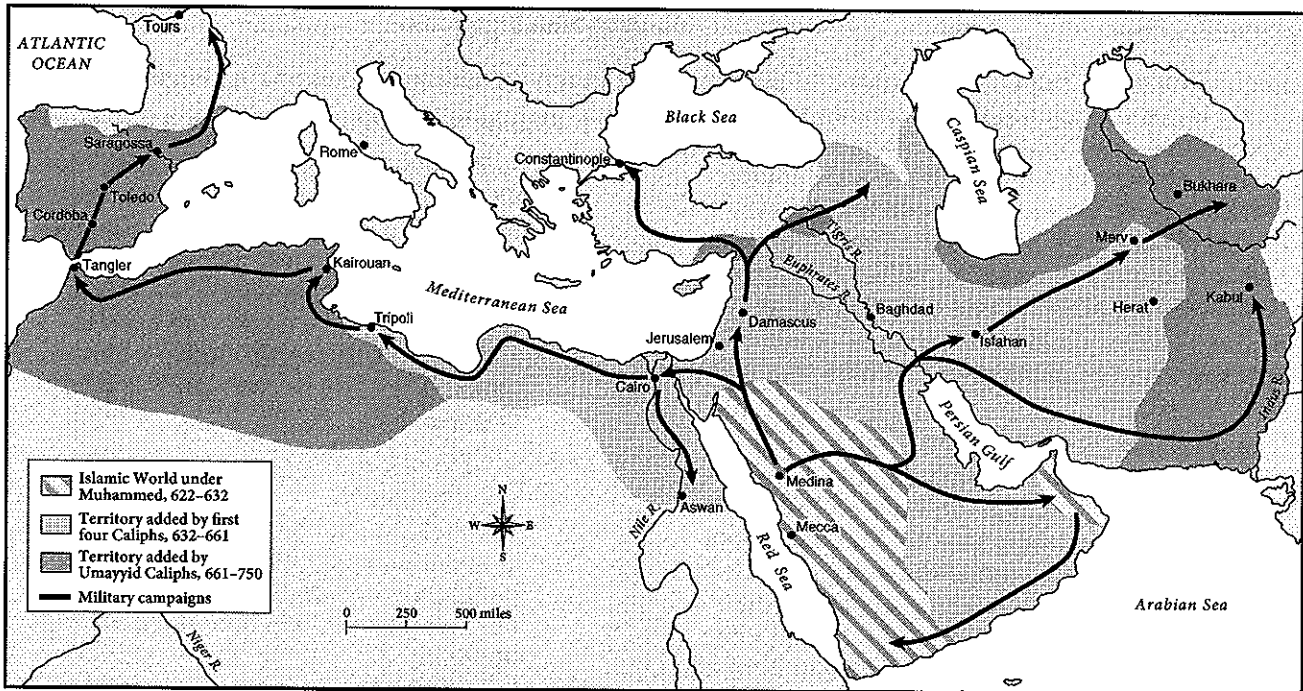 Tours
ATLANTIC
OCEAN
Saragossa
Toledo
Cordoba
Tangler
Rome
Constantinople
Black Sea
Caspian Sea
Bukhara
Merv
Kabul
Herat
Kairouan
Mediterranean Sea
Tripoli
Tigris R.
Euphrates R.
Baghdad
Damascus
Jerusalem
Isfahan
Cairo
Indus R.
Persian Gulf
Medina
Aswan
Nile R.
Mecca
Red Sea
Arabian Sea
Niger R.
Islamic World under
Muhammed, 622–632
Territory added by first
four Caliphs, 632–661
Territory added by
Umayyid Caliphs, 661–750
Military campaigns
N
W E
S
0 250 500 miles